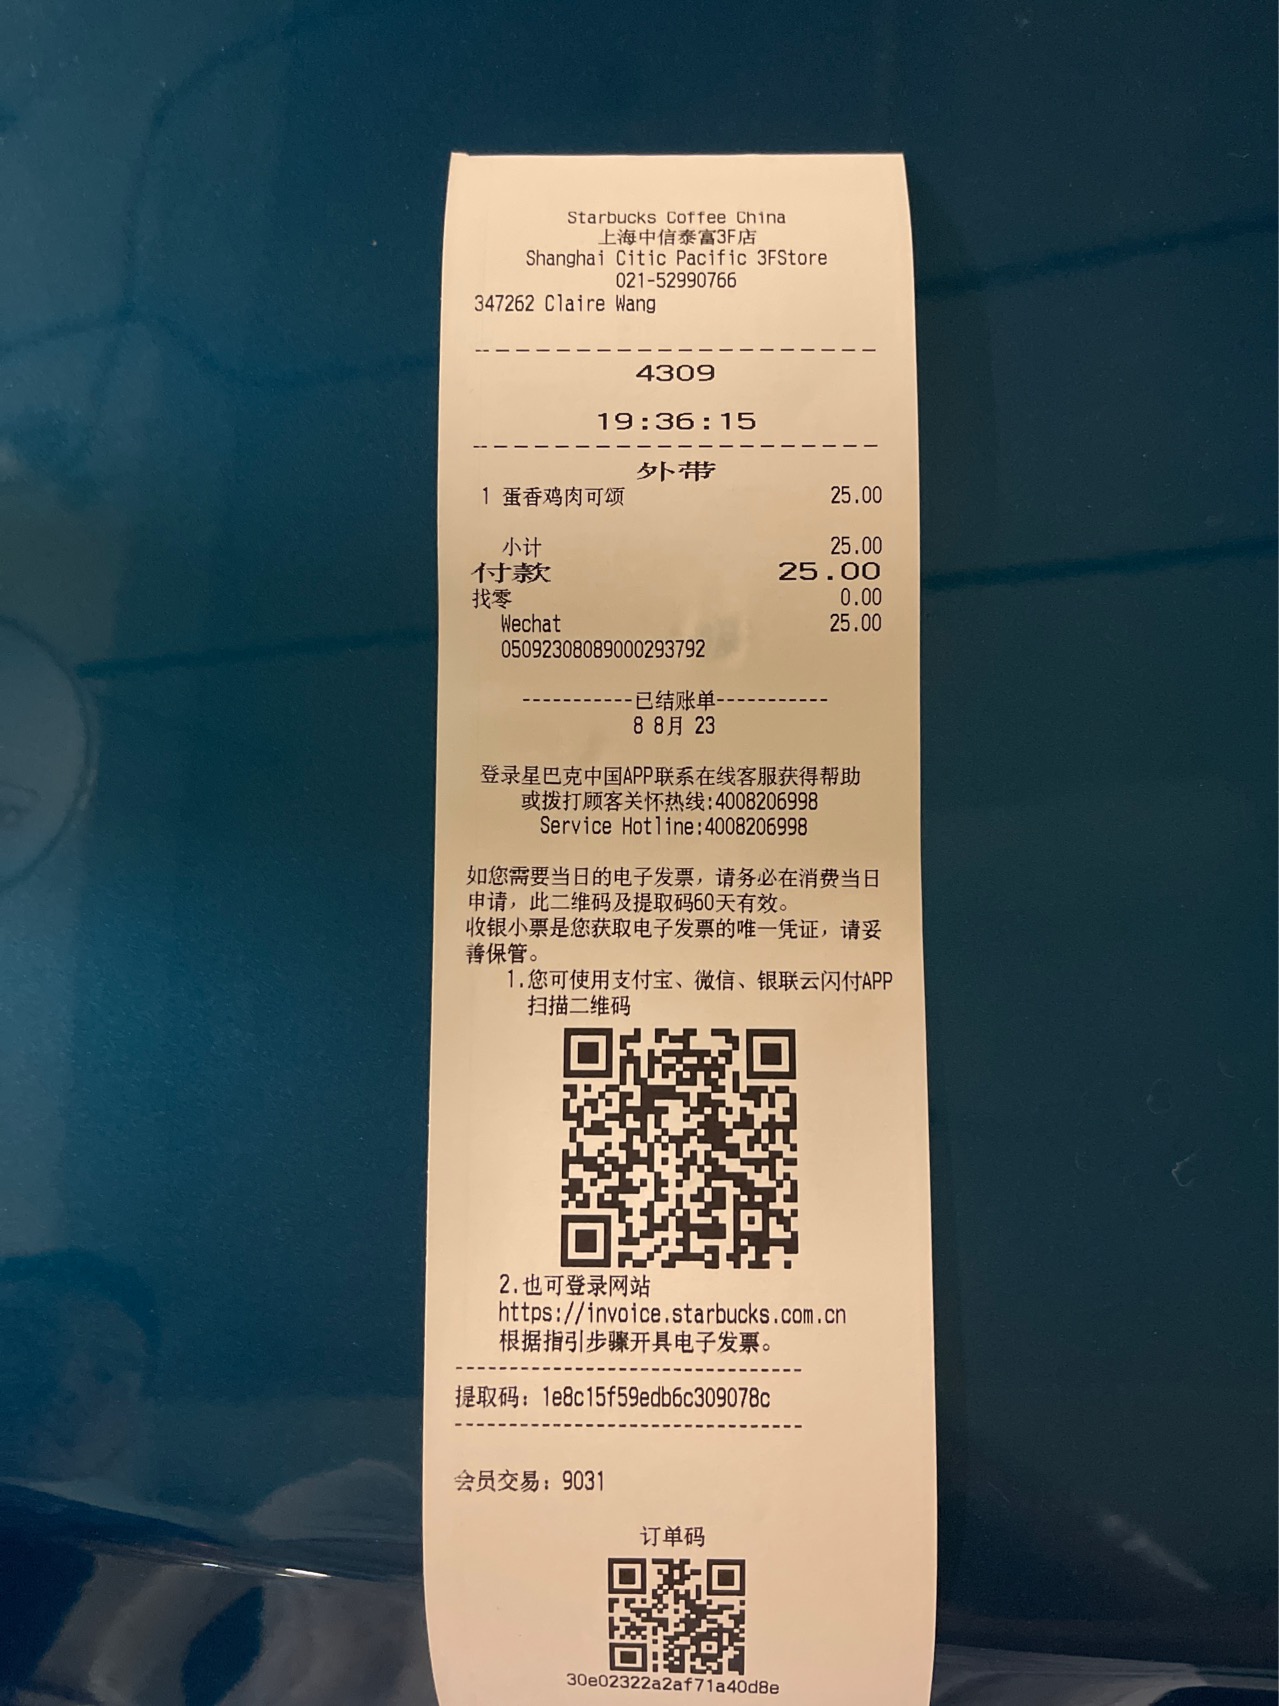 Starbucks Coffee China
上海中信泰富3F店
Shanghai Citic Pacific 3FStore
021-52990766
347262 Claire Wang
4309
19:36:15
外带
1 蛋香鸡肉可颂 25.00
小计 25.00
付款 25.00
找零 0.00
Wechat 25.00
05092308089000293792
-----------已结账单-----------
8 8月 23
登录星巴克中国APP联系在线客服获得帮助
或拨打顾客关怀热线:4008206998
Service Hotline:4008206998
如您需要当日的电子发票，请务必在消费当日
申请，此二维码及提取码60天有效。
收银小票是您获取电子发票的唯一凭证，请妥
善保管。
1.您可使用支付宝、微信、银联云闪付APP
扫描二维码
2.也可登录网站
https://invoice.starbucks.com.cn
根据指引步骤开具电子发票。
提取码：1e8c15f59edb6c309078c
会员交易：9031
订单码
30e02322a2af71a40d8e